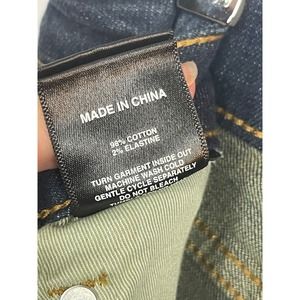 MADE IN CHINA
98% COTTON
2% ELASTINE
TURN GARMENT INSIDE OUT
MACHINE WASH COLD
GENTLE CYCLE SEPARATELY
DO NOT BLEACH